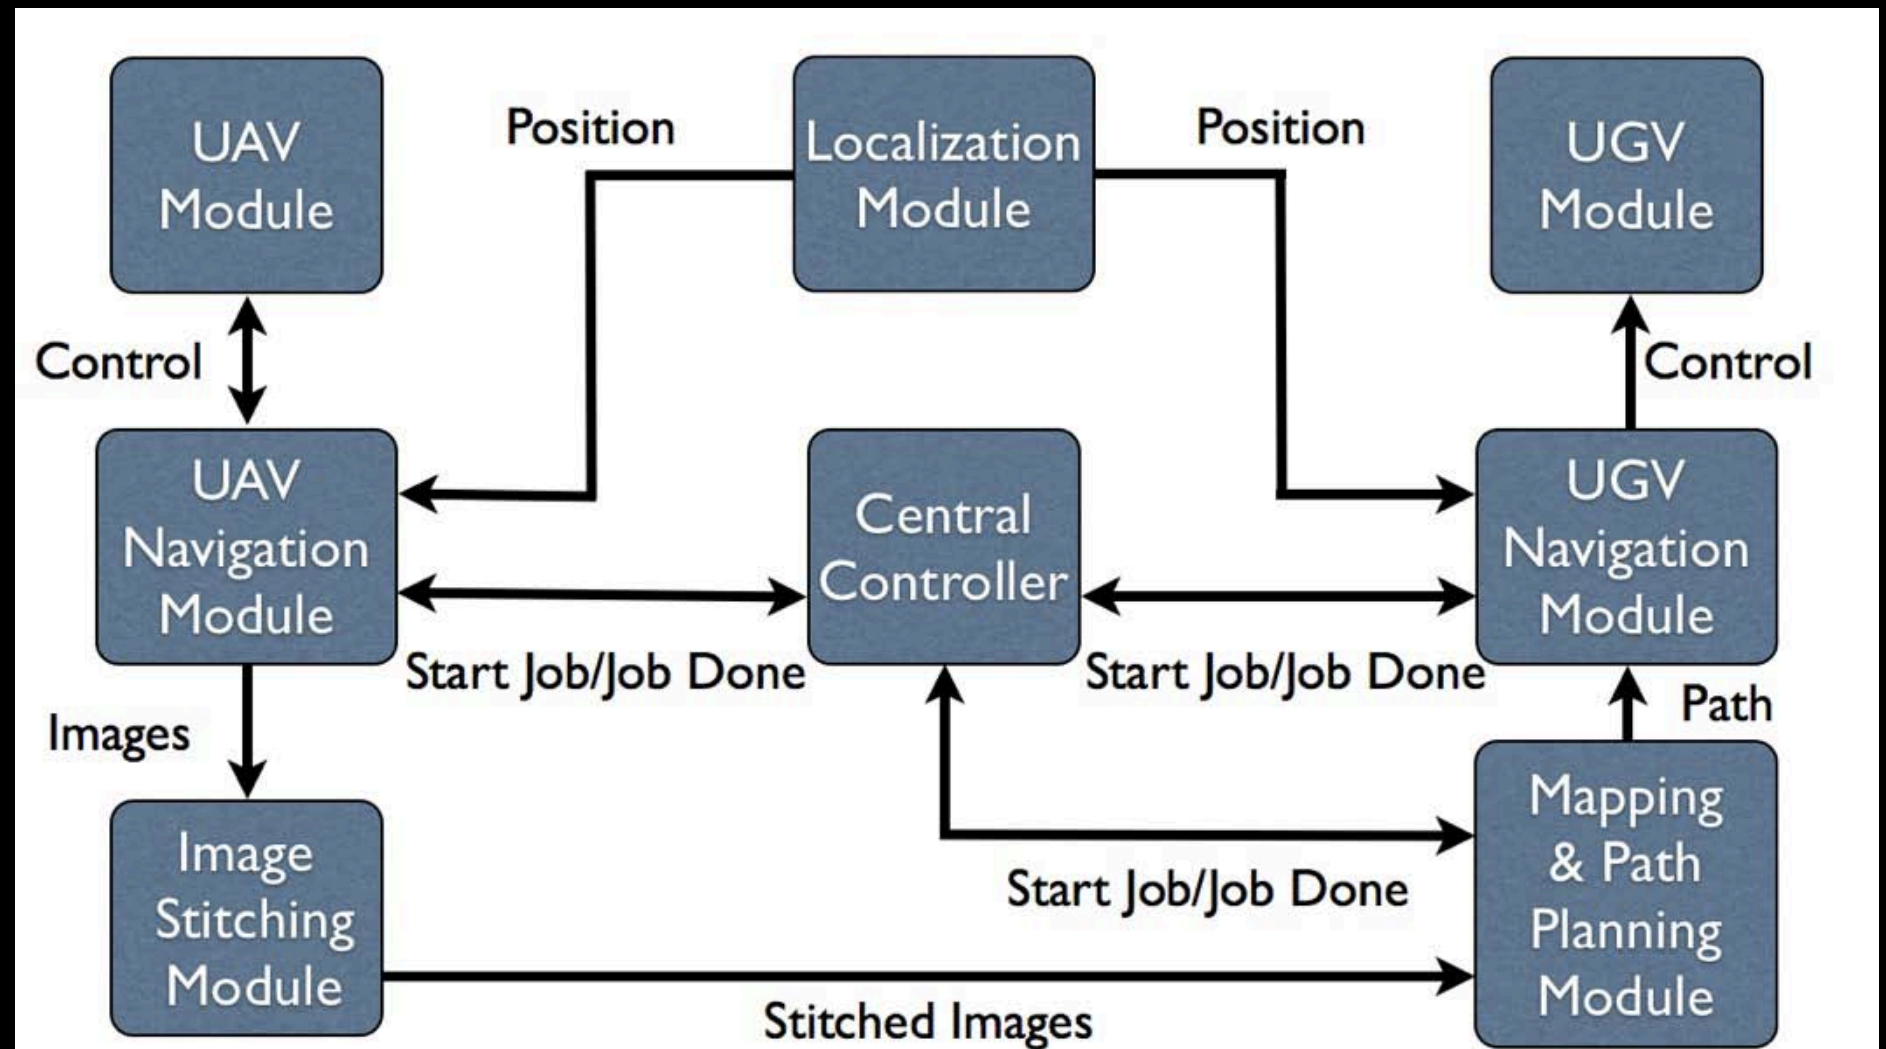 UAV
Module
Position
Localization
Module
Position
UGV
Module
Control
Control
UAV
Navigation
Module
Central
Controller
UGV
Navigation
Module
Start Job/Job Done
Start Job/Job Done
Images
Path
Image
Stitching
Module
Mapping
& Path
Planning
Module
Start Job/Job Done
Stitched Images